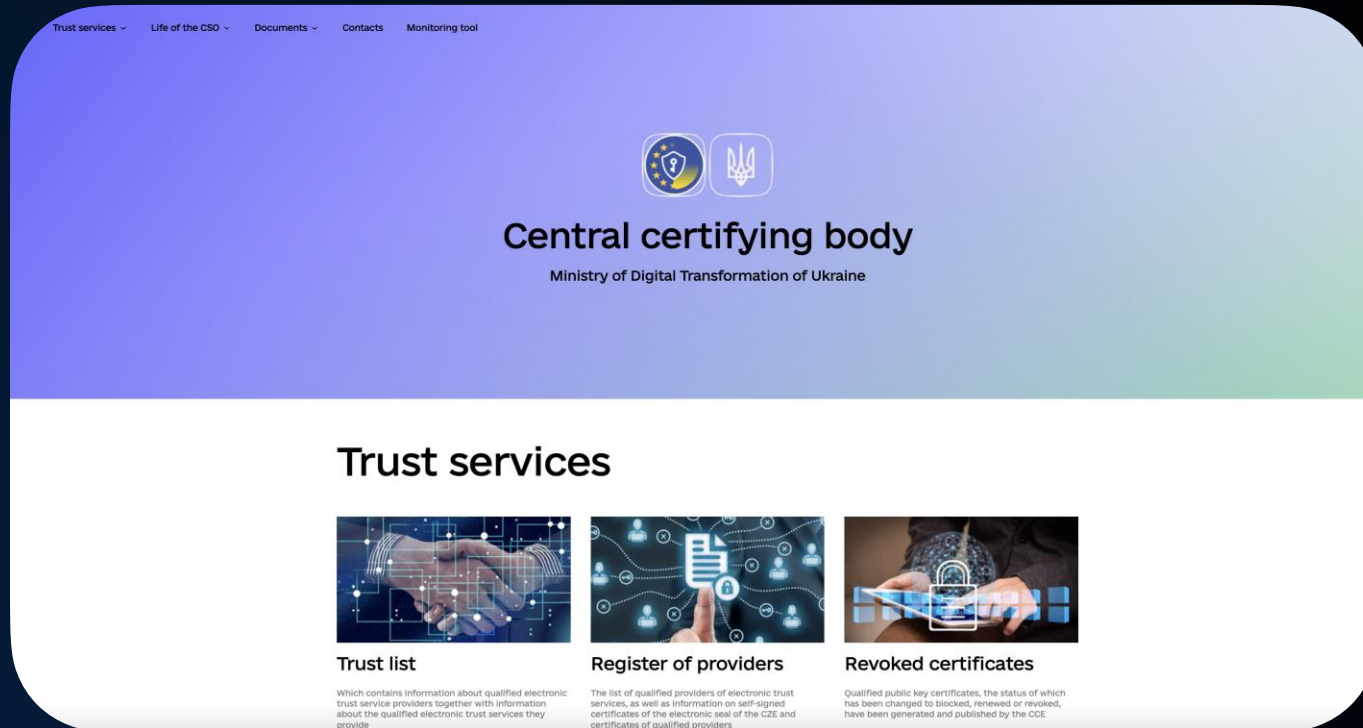 Trust services
Life of the CSO
Documents
Contacts
Monitoring tool
Central certifying body
Ministry of Digital Transformation of Ukraine
Trust services
Trust list
Which contains information about qualified electronic
trust service providers together with information
about the qualified electronic trust services they
provide
Register of providers
The list of qualified providers of electronic trust
services, as well as information on self-signed
certificates of the electronic seal of the CZE and
certificates of qualified providers
Revoked certificates
Qualified public key certificates, the status of which
has been changed to blocked, renewed or revoked,
have been generated and published by the CCE